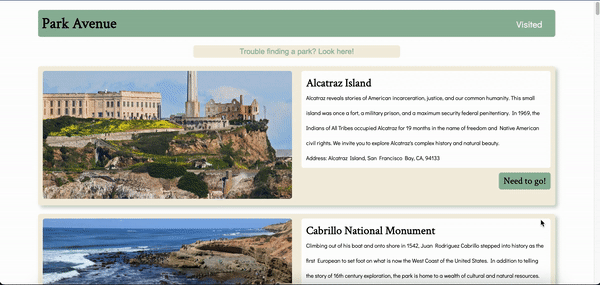 Park Avenue
Visited
Trouble finding a park? Look here!
Alcatraz Island
Alcatraz reveals stories of American incarceration, justice, and our common humanity. This small
island was once a fort, a military prison, and a maximum security federal penitentiary. In 1969, the
Indians of All Tribes occupied Alcatraz for 19 months in the name of freedom and Native American
civil rights. We invite you to explore Alcatraz's complex history and natural beauty.
Address: Alcatraz Island, San Francisco Bay, CA, 94133
Need to go!
Cabrillo National Monument
Climbing out of his boat and onto shore in 1542, Juan Rodriguez Cabrillo stepped into history as the
first European to set foot on what is now the West Coast of the United States. In addition to telling
the story of 16th century exploration, the park is home to a wealth of cultural and natural resources.